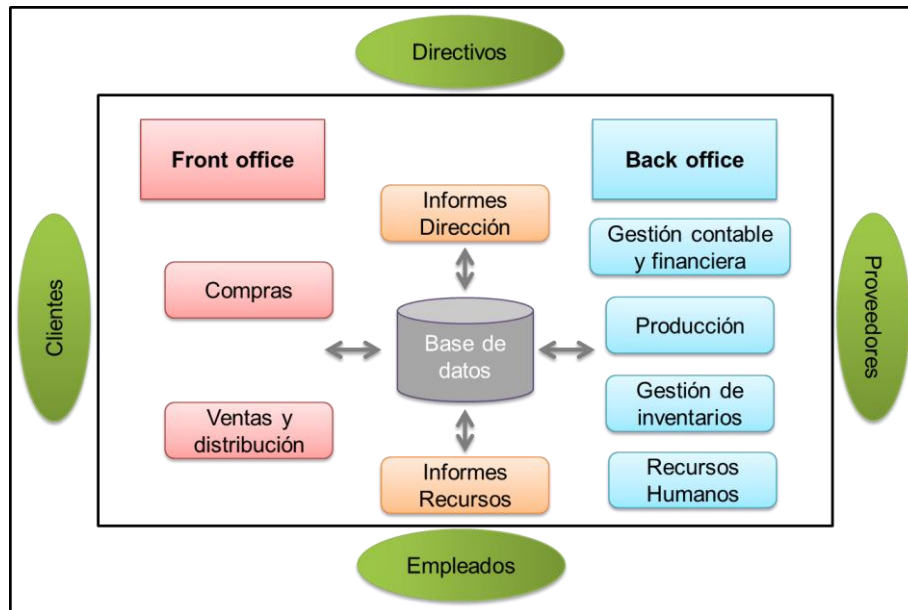 Directivos
Front office
Back office
Informes
Dirección
Gestión contable
y financiera
Clientes
Compras
Base de
datos
Producción
Proveedores
Ventas y
distribución
Gestión de
inventarios
Informes
Recursos
Recursos
Humanos
Empleados